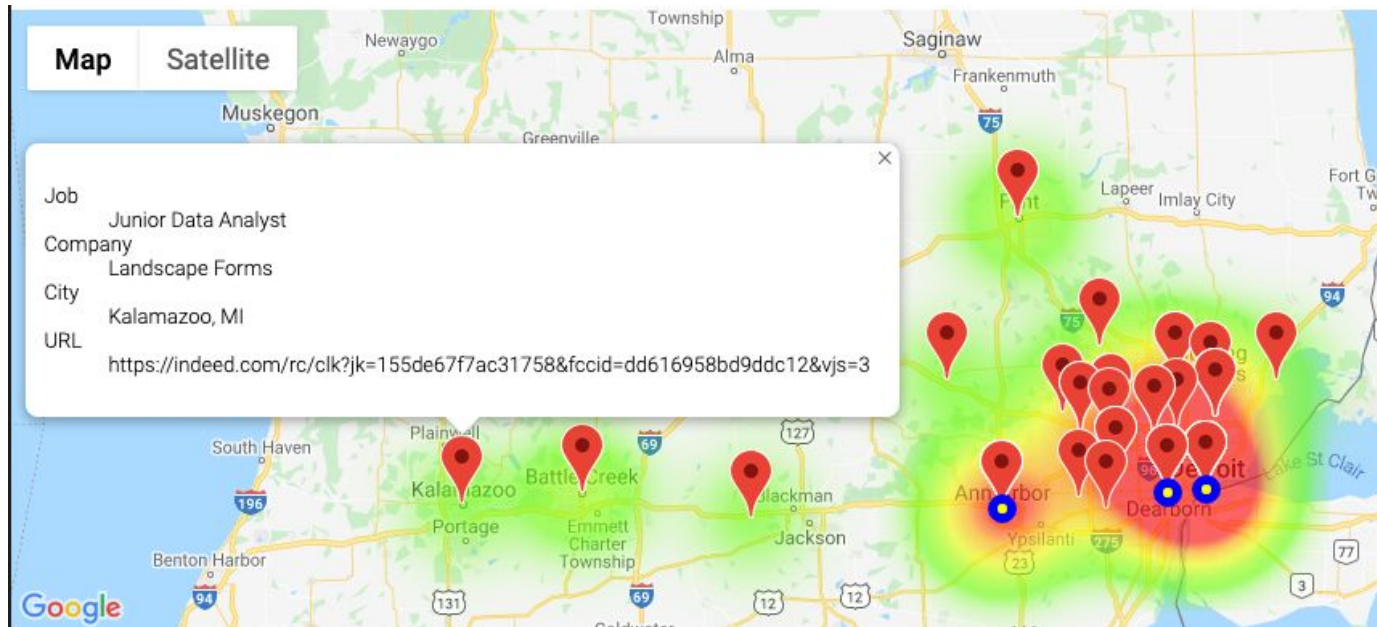 Map
Satellite
Township
Newaygo
Alma
Saginaw
Frankenmuth
Muskegon
Greenville
75
Job
Junior Data Analyst
Company
Landscape Forms
City
Kalamazoo, MI
URL
https://indeed.com/rc/clk?jk=155de67f7ac31758&fccid=dd616958bd9ddc12&vjs=3
Lapeer
Imlay City
Fort G
Tw
94
75
South Haven
Plainwell
69
127
Kalamazoo
Battle Creek
Blackman
Ann Arbor
96
Detroit
Lake St Clair
196
Portage
Emmett
Charter
Township
Jackson
Dearborn
Ypsilanti
275
Benton Harbor
23
77
94
131
69
12
12
3
Google